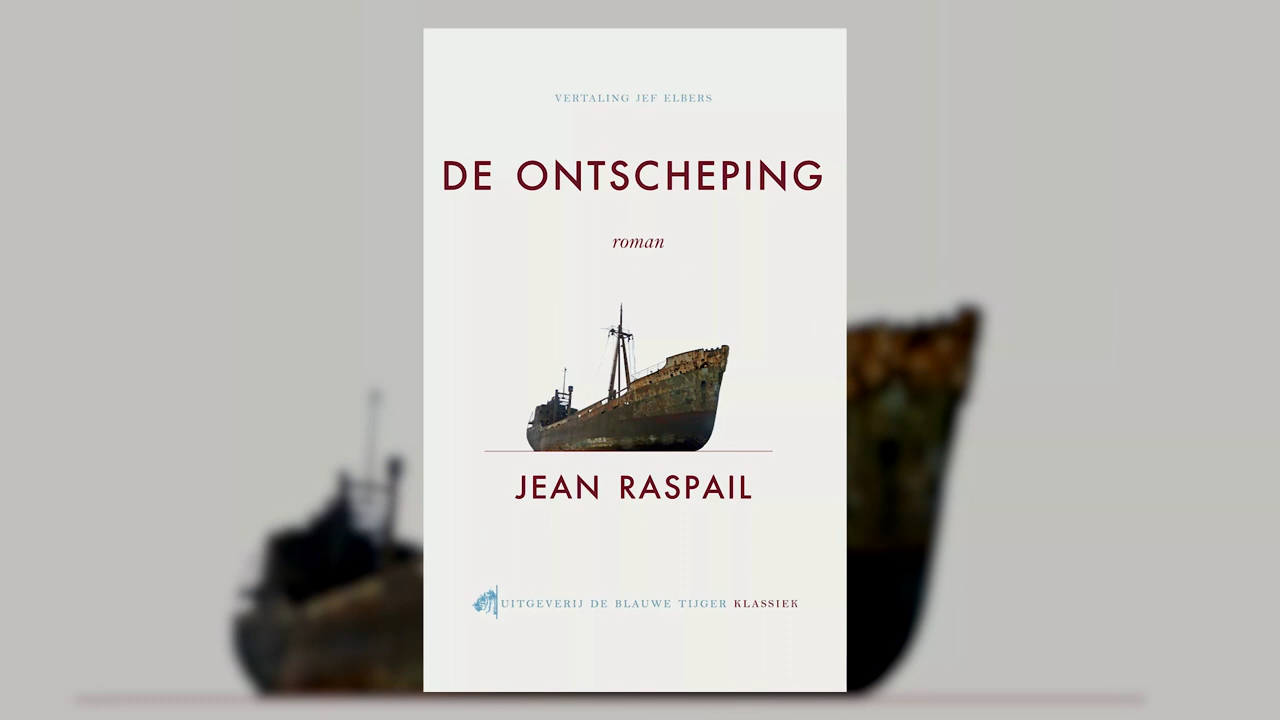 VERTALING JEF ELBERS
DE ONTSCHEPING
roman
JEAN RASPAIL
UITGEVERIJ DE BLAUWE TIJGER KLASSIEK